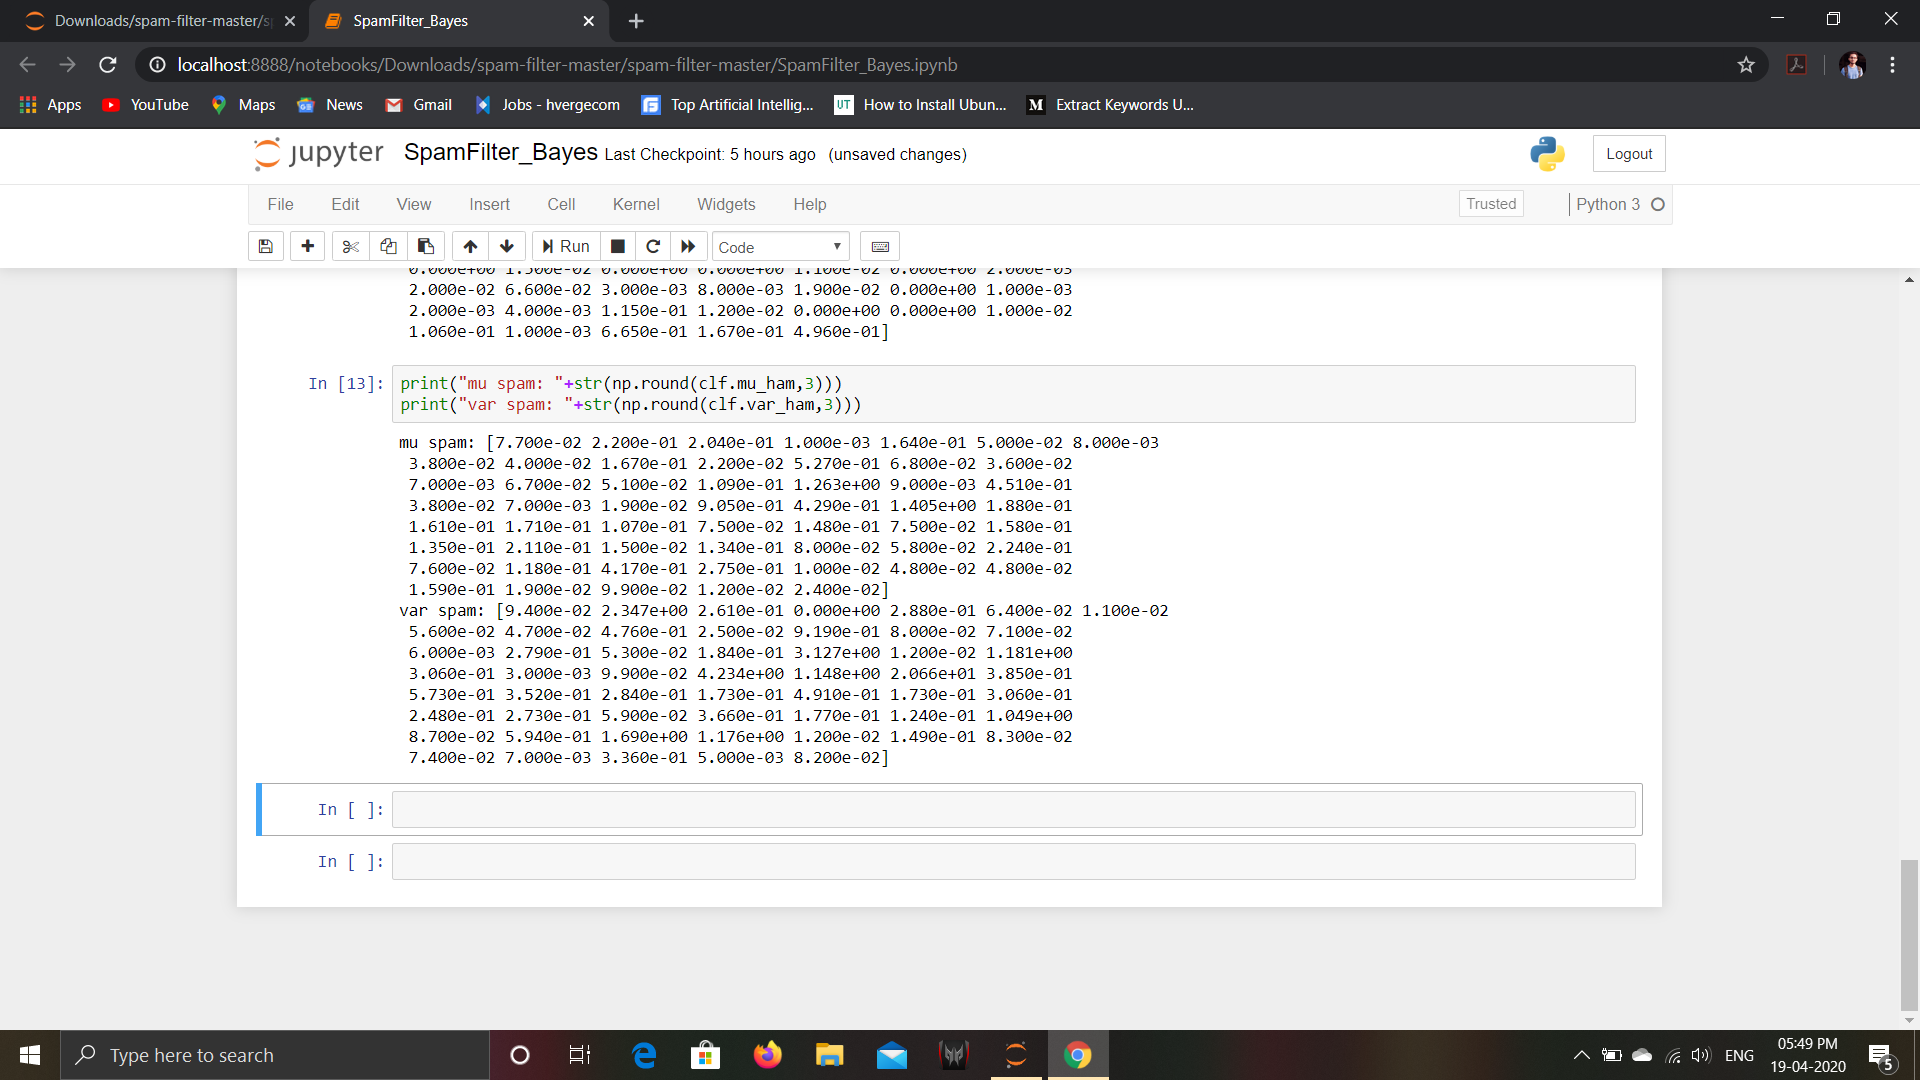 Downloads/spam-filter-master/sp
SpamFilter_Bayes
localhost:8888/notebooks/Downloads/spam-filter-master/spam-filter-master/SpamFilter_Bayes.ipynb
Apps YouTube Maps News Gmail Jobs - hvergecom Top Artificial Intellig... UT How to Install Ubun... M Extract Keywords U...
jupyter SpamFilter_Bayes Last Checkpoint: 5 hours ago (unsaved changes)
Logout
File Edit View Insert Cell Kernel Widgets Help
Trusted
Python 3
Run
Code
0.000e+00 1.500e-02 0.000e+00 0.000e+00 1.100e-02 0.000e+00 2.000e-03
2.000e-02 6.600e-02 3.000e-03 8.000e-03 1.900e-02 0.000e+00 1.000e-03
2.000e-03 4.000e-03 1.150e-01 1.200e-02 0.000e+00 0.000e+00 1.000e-02
1.060e-01 1.000e-03 6.650e-01 1.670e-01 4.960e-01]
In [13]: print("mu spam: "+str(np.round(clf.mu_ham,3)))
print("var spam: "+str(np.round(clf.var_ham,3)))
mu spam: [7.700e-02 2.200e-01 2.040e-01 1.000e-03 1.640e-01 5.000e-02 8.000e-03
3.800e-02 4.000e-02 1.670e-01 2.200e-02 5.270e-01 6.800e-02 3.600e-02
7.000e-03 6.700e-02 5.100e-02 1.090e-01 1.263e+00 9.000e-03 4.510e-01
3.800e-02 7.000e-03 1.900e-02 9.050e-01 4.290e-01 1.405e+00 1.880e-01
1.610e-01 1.710e-01 1.070e-01 7.500e-02 1.480e-01 7.500e-02 1.580e-01
1.350e-01 2.110e-01 1.500e-02 1.340e-01 8.000e-02 5.800e-02 2.240e-01
7.600e-02 1.180e-01 4.170e-01 2.750e-01 1.000e-02 4.800e-02 4.800e-02
1.590e-01 1.900e-02 9.900e-02 1.200e-02 2.400e-02]
var spam: [9.400e-02 2.347e+00 2.610e-01 0.000e+00 2.880e-01 6.400e-02 1.100e-02
5.600e-02 4.700e-02 4.760e-01 2.500e-02 9.190e-01 8.000e-02 7.100e-02
6.000e-03 2.790e-01 5.300e-02 1.840e-01 3.127e+00 1.200e-02 1.181e+00
3.060e-01 3.000e-03 9.900e-02 4.234e+00 1.148e+00 2.066e+01 3.850e-01
5.730e-01 3.520e-01 2.840e-01 1.730e-01 4.910e-01 1.730e-01 3.060e-01
2.480e-01 2.730e-01 5.900e-02 3.660e-01 1.770e-01 1.240e-01 1.049e+00
8.700e-02 5.940e-01 1.690e+00 1.176e+00 1.200e-02 1.490e-01 8.300e-02
7.400e-02 7.000e-03 3.360e-01 5.000e-03 8.200e-02]
In [ ]:
In [ ]:
Type here to search
ENG
05:49 PM
19-04-2020
5